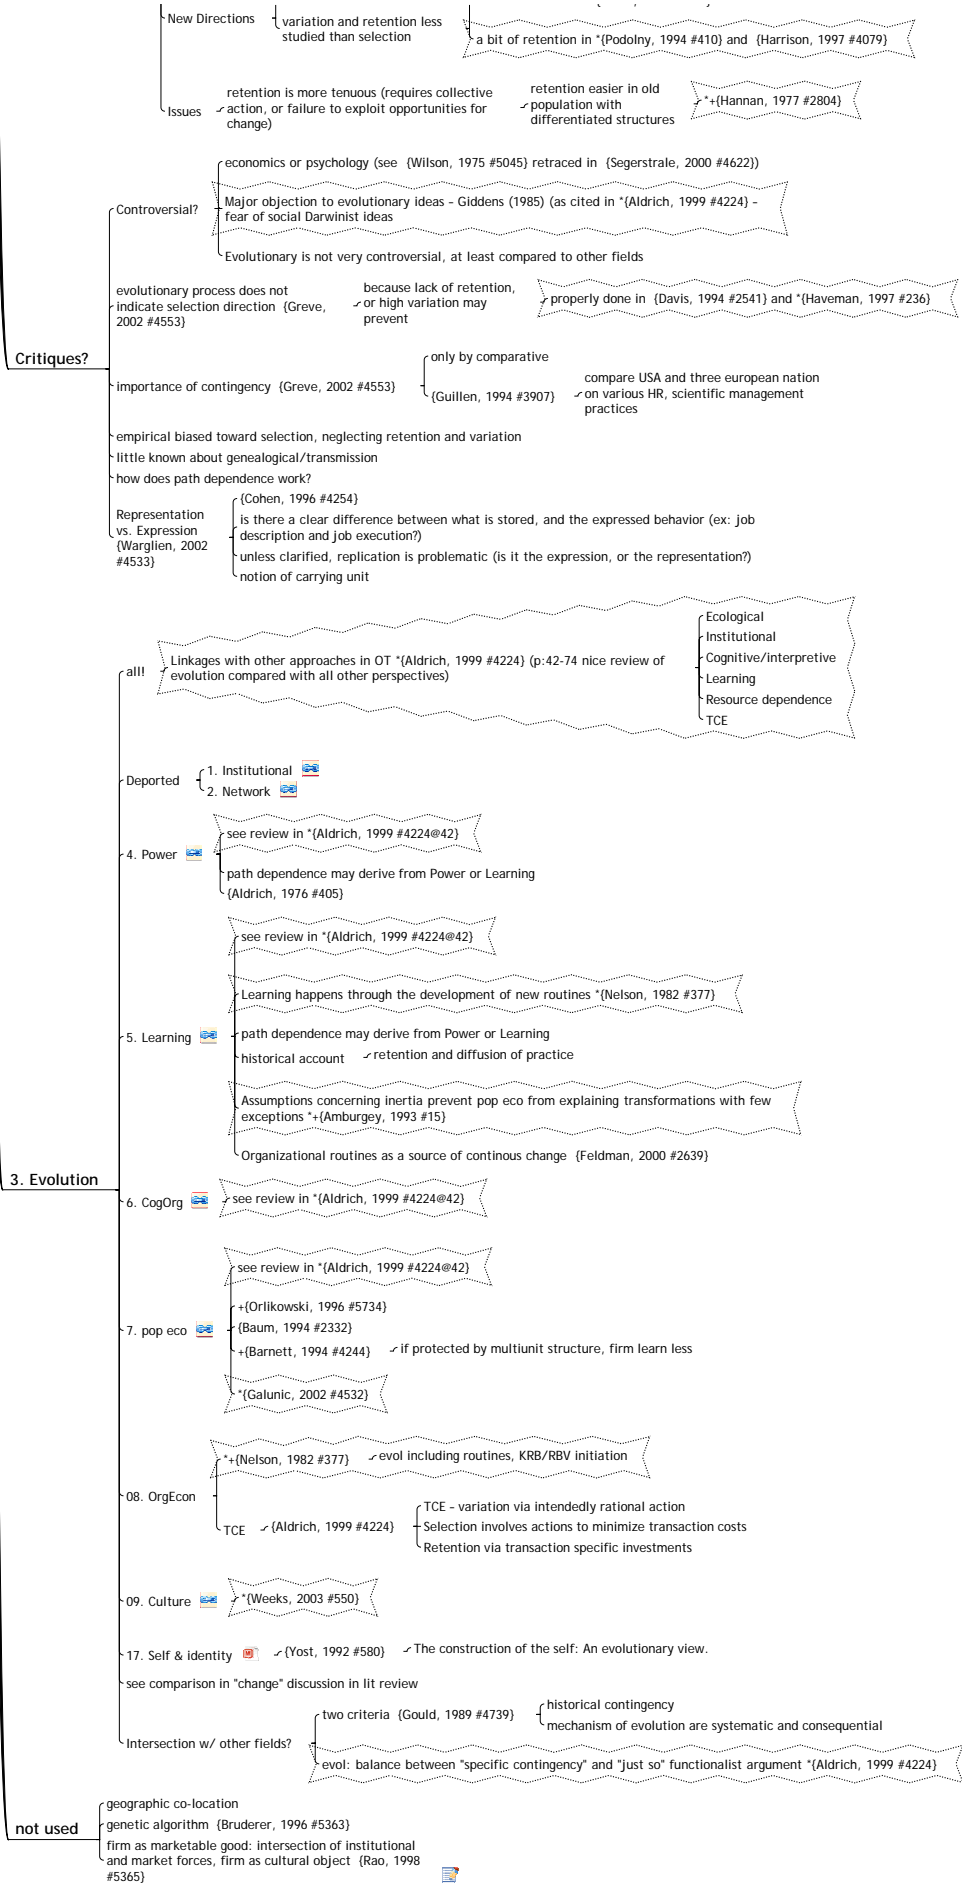 New Directions
variation and retention less
studied than selection
a bit of retention in *{Podolny, 1994 #410} and {Harrison, 1997 #4079}
Issues
retention is more tenuous (requires collective
action, or failure to exploit opportunities for
change)
retention easier in old
population with
differentiated structures
*+{Hannan, 1977 #2804}
Critiques?
Controversial?
economics or psychology (see {Wilson, 1975 #5045} retraced in {Segerstrale, 2000 #4622})
Major objection to evolutionary ideas – Giddens (1985) (as cited in *{Aldrich, 1999 #4224} –
fear of social Darwinist ideas
Evolutionary is not very controversial, at least compared to other fields
evolutionary process does not
indicate selection direction {Greve,
2002 #4553}
because lack of retention,
or high variation may
prevent
properly done in {Davis, 1994 #2541} and *{Haveman, 1997 #236}
importance of contingency {Greve, 2002 #4553}
only by comparative
{Guillen, 1994 #3907}
compare USA and three european nation
on various HR, scientific management
practices
empirical biased toward selection, neglecting retention and variation
little known about genealogical/transmission
how does path dependence work?
Representation
vs. Expression
{Warglien, 2002
#4533}
{Cohen, 1996 #4254}
is there a clear difference between what is stored, and the expressed behavior (ex: job
description and job execution?)
unless clarified, replication is problematic (is it the expression, or the representation?)
notion of carrying unit
3. Evolution
all!
Linkages with other approaches in OT *{Aldrich, 1999 #4224} (p:42-74 nice review of
evolution compared with all other perspectives)
Ecological
Institutional
Cognitive/interpretive
Learning
Resource dependence
TCE
Deported
1. Institutional
2. Network
4. Power
see review in *{Aldrich, 1999 #4224@42}
path dependence may derive from Power or Learning
{Aldrich, 1976 #405}
5. Learning
see review in *{Aldrich, 1999 #4224@42}
Learning happens through the development of new routines *{Nelson, 1982 #377}
path dependence may derive from Power or Learning
historical account
retention and diffusion of practice
Assumptions concerning inertia prevent pop eco from explaining transformations with few
exceptions *+{Amburgey, 1993 #15}
Organizational routines as a source of continous change {Feldman, 2000 #2639}
6. CogOrg
see review in *{Aldrich, 1999 #4224@42}
7. pop eco
see review in *{Aldrich, 1999 #4224@42}
+{Orlikowski, 1996 #5734}
{Baum, 1994 #2332}
+{Barnett, 1994 #4244}
if protected by multiunit structure, firm learn less
*{Galunic, 2002 #4532}
08. OrgEcon
*+{Nelson, 1982 #377}
evol including routines, KRB/RBV initiation
TCE
{Aldrich, 1999 #4224}
TCE – variation via intendedly rational action
Selection involves actions to minimize transaction costs
Retention via transaction specific investments
09. Culture
*{Weeks, 2003 #550}
17. Self & identity
{Yost, 1992 #580}
The construction of the self: An evolutionary view.
see comparison in "change" discussion in lit review
Intersection w/ other fields?
two criteria {Gould, 1989 #4739}
historical contingency
mechanism of evolution are systematic and consequential
evol: balance between "specific contingency" and "just so" functionalist argument *{Aldrich, 1999 #4224}
not used
geographic co-location
genetic algorithm {Bruderer, 1996 #5363}
firm as marketable good: intersection of institutional
and market forces, firm as cultural object {Rao, 1998
#5365}